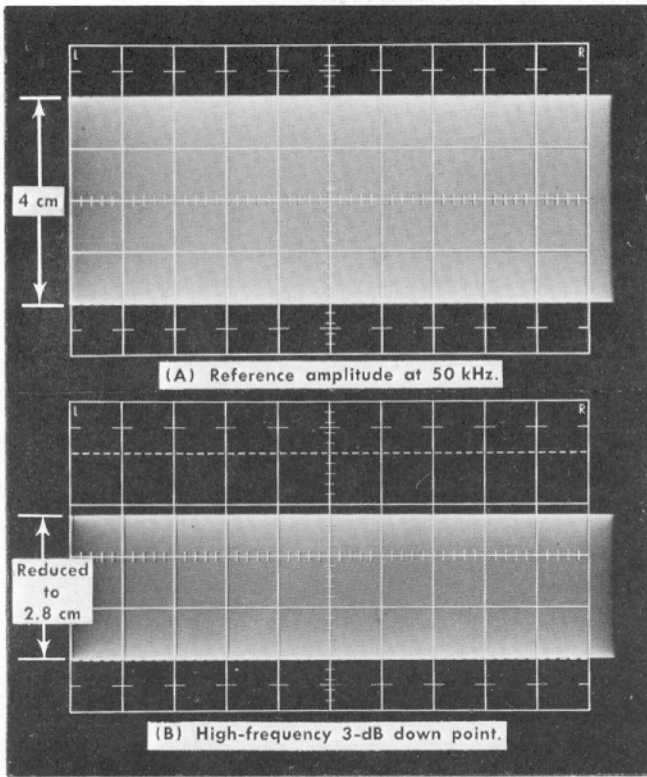 L R
4 cm
(A) Reference amplitude at 50 kHz.
L R
Reduced
to
2.8 cm
(B) High-frequency 3-dB down point.